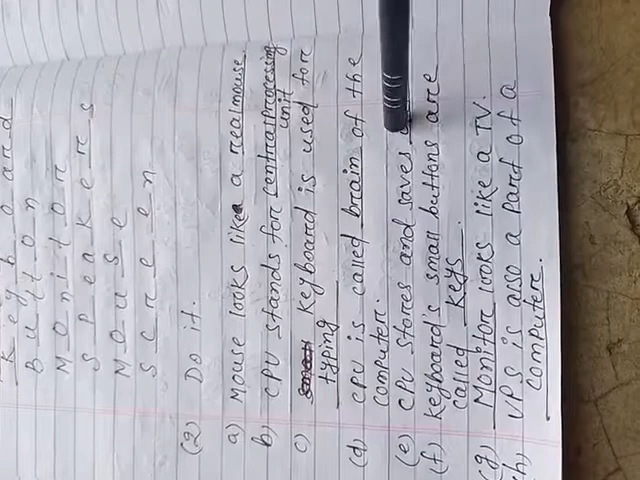 K e y b o a r d
B u t t o n
M o n i t o r
S p e a k e r s
M o u s e
S c r e e n
(2) Do it.
a) Mouse looks like a real mouse.
b) CPU stands for central processing
unit
c) keyboard is used for
typing
(d) CPU is called brain of the
computer.
(e) CPU stores and saves
(f) keyboard's small buttons are
called keys.
(g) Monitor looks like a TV.
(h) UPS is also a part of a
computer.